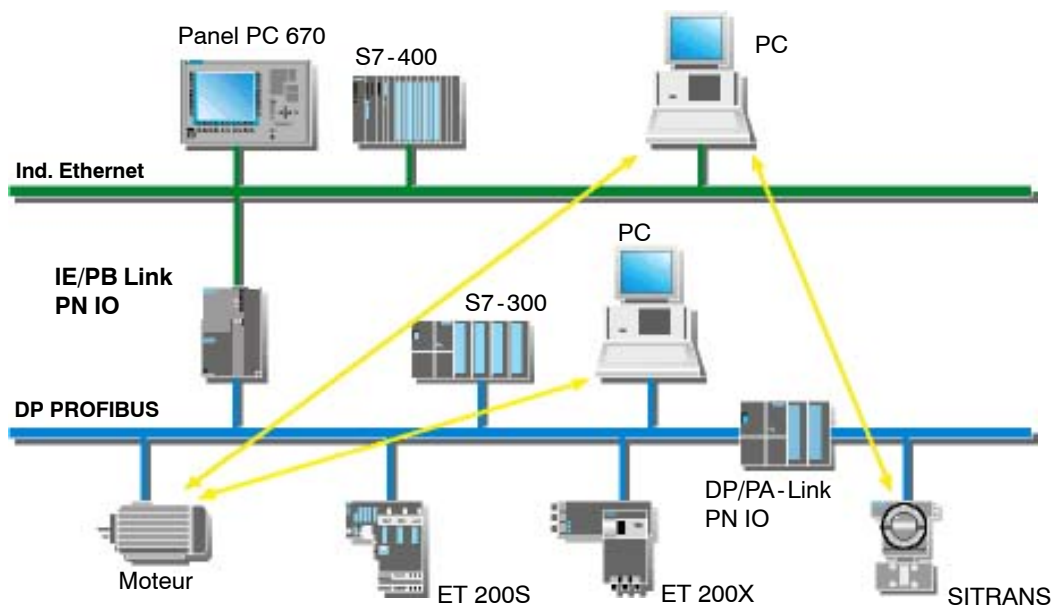 Panel PC 670
S7-400
PC
Ind. Ethernet
PC
IE/PB Link
PN IO
S7-300
DP PROFIBUS
DP/PA-Link
PN IO
Moteur
ET 200S
ET 200X
SITRANS